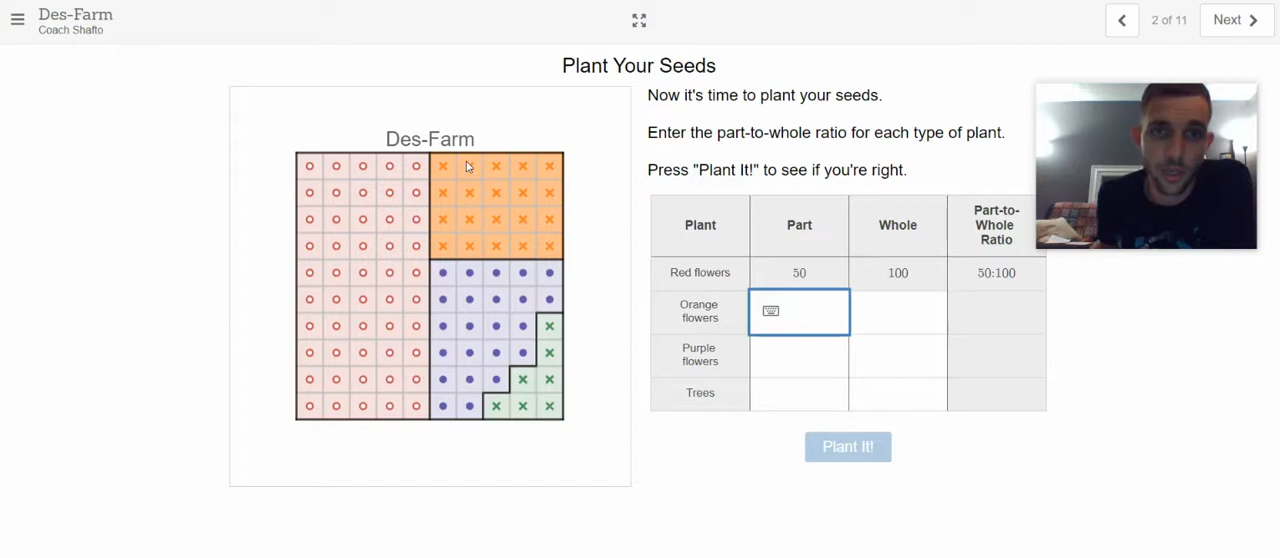 Des-Farm
Coach Shafto
2 of 11
Next
Plant Your Seeds
Now it's time to plant your seeds.
Enter the part-to-whole ratio for each type of plant.
Press "Plant It!" to see if you're right.
Des-Farm
Plant Part Whole Part-to-
Whole
Ratio
Red flowers 50 100 50:100
Orange
flowers
Purple
flowers
Trees
Plant It!